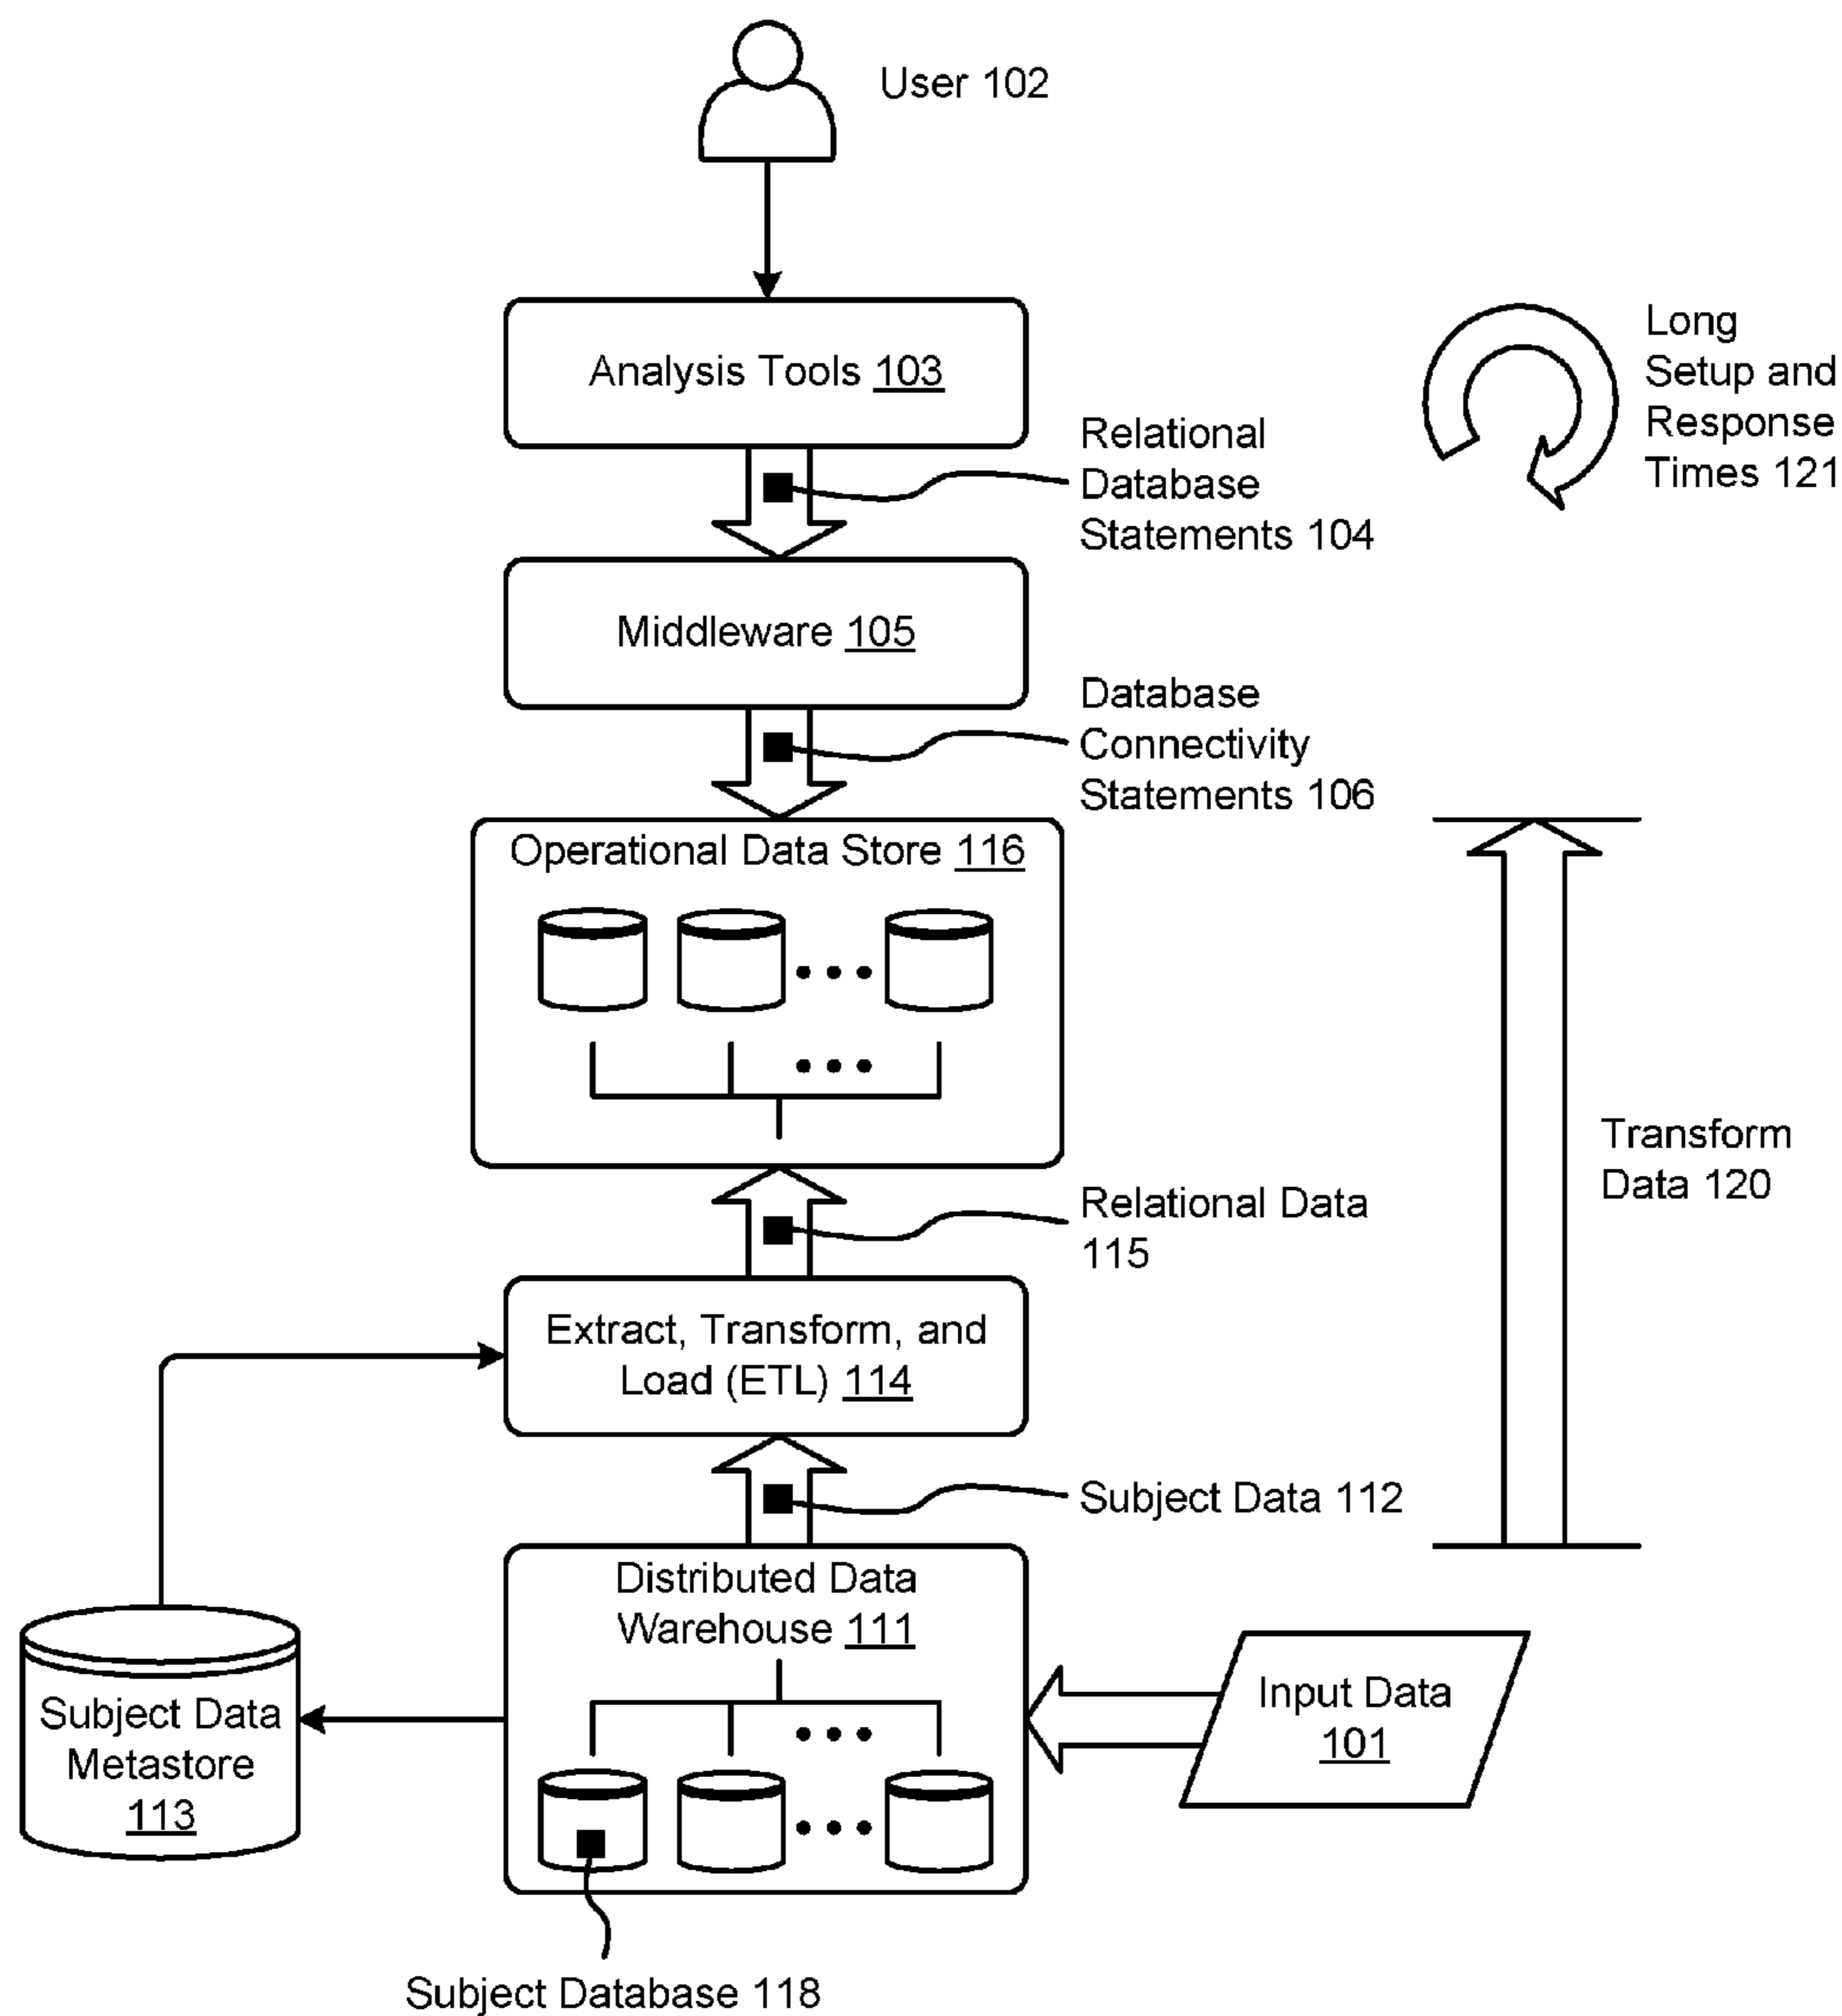 User 102
Analysis Tools 103
Long
Setup and
Response
Times 121
Relational
Database
Statements 104
Middleware 105
Database
Connectivity
Statements 106
Operational Data Store 116
Transform
Data 120
Relational Data
115
Extract, Transform, and
Load (ETL) 114
Subject Data 112
Distributed Data
Warehouse 111
Input Data
101
Subject Data
Metastore
113
Subject Database 118